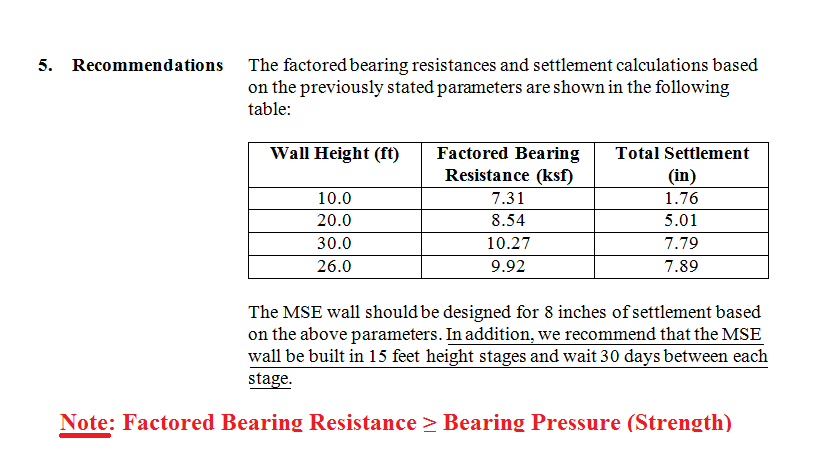 5. Recommendations The factored bearing resistances and settlement calculations based
on the previously stated parameters are shown in the following
table:
Wall Height (ft) Factored Bearing Resistance (ksf) Total Settlement (in)
10.0 7.31 1.76
20.0 8.54 5.01
30.0 10.27 7.79
26.0 9.92 7.89
The MSE wall should be designed for 8 inches of settlement based
on the above parameters. In addition, we recommend that the MSE
wall be built in 15 feet height stages and wait 30 days between each
stage.
Note: Factored Bearing Resistance ≥ Bearing Pressure (Strength)